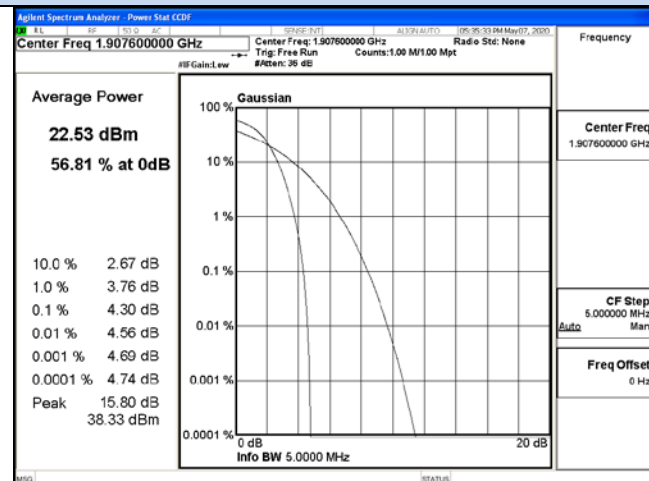 Agilent Spectrum Analyzer - Power Stat CCDF
RL RF 50 Ω AC SENSE:INT ALIGN AUTO 05:35:33 PM May 07, 2020
Center Freq 1.907600000 GHz
Center Freq: 1.907600000 GHz Radio Std: None
Trig: Free Run Counts:1.00 M/1.00 Mpt
#IFGain:Low #Atten: 36 dB
Frequency
Average Power
22.53 dBm
56.81 % at 0dB
10.0 % 2.67 dB
1.0 % 3.76 dB
0.1 % 4.30 dB
0.01 % 4.56 dB
0.001 % 4.69 dB
0.0001 % 4.74 dB
Peak 15.80 dB
38.33 dBm
Gaussian
100 %
10 %
1 %
0.1 %
0.01 %
0.001 %
0.0001 %
0 dB 20 dB
Info BW 5.0000 MHz
Center Freq
1.907600000 GHz
CF Step
5.000000 MHz
Auto Man
Freq Offset
0 Hz
MSG STATUS